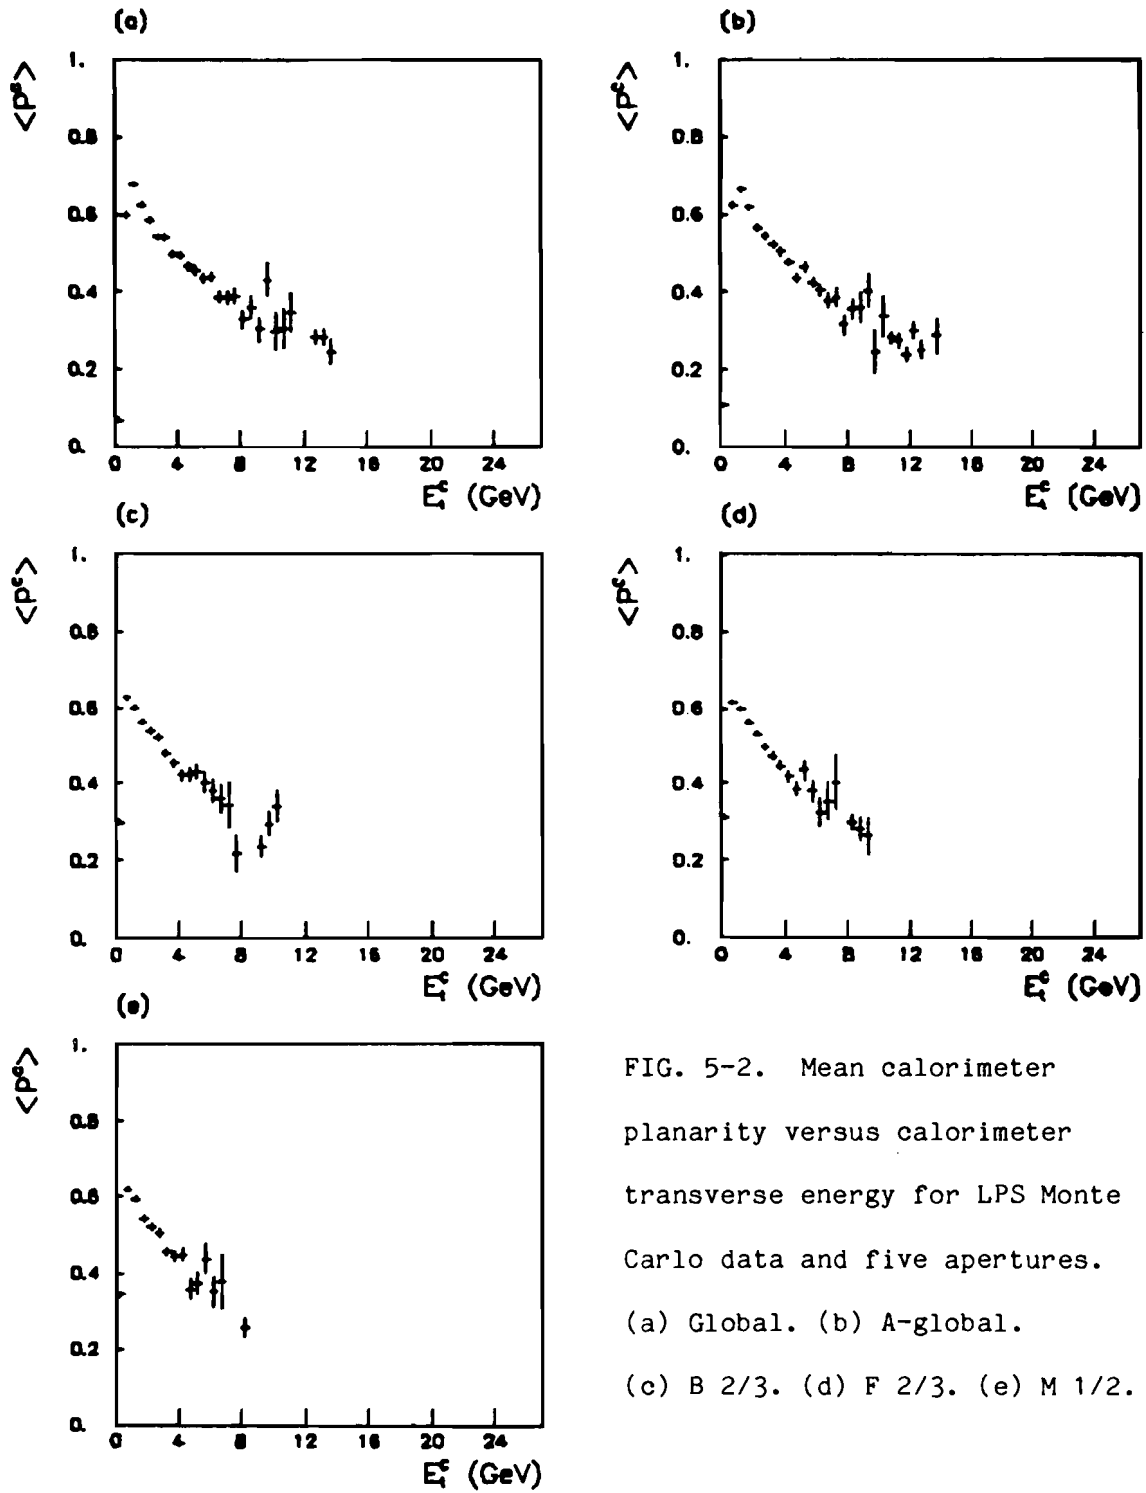 (a)
<P^c>
1.
0.8
0.6
0.4
0.2
0.
0 4 8 12 16 20 24
E_t^c (GeV)
(b)
<P^c>
1.
0.8
0.6
0.4
0.2
0.
0 4 8 12 16 20 24
E_t^c (GeV)
(c)
<P^c>
1.
0.8
0.6
0.4
0.2
0.
0 4 8 12 16 20 24
E_t^c (GeV)
(d)
<P^c>
1.
0.8
0.6
0.4
0.2
0.
0 4 8 12 16 20 24
E_t^c (GeV)
(e)
<P^c>
1.
0.8
0.6
0.4
0.2
0.
0 4 8 12 16 20 24
E_t^c (GeV)
FIG. 5-2. Mean calorimeter
planarity versus calorimeter
transverse energy for LPS Monte
Carlo data and five apertures.
(a) Global. (b) A-global.
(c) B 2/3. (d) F 2/3. (e) M 1/2.